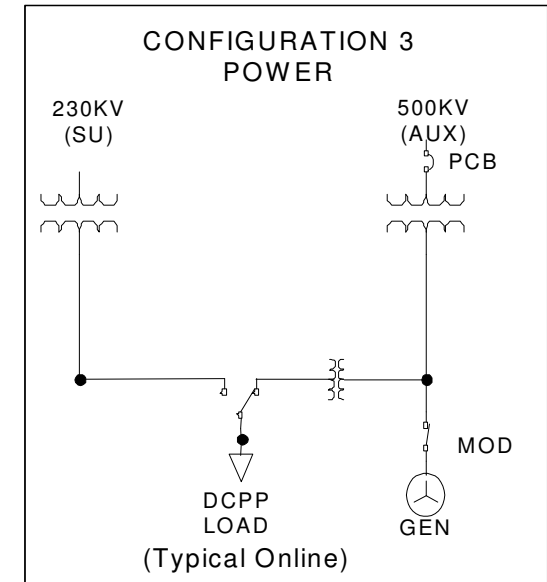 CONFIGURATION 3
POWER
230KV
(SU)
500KV
(AUX)
PCB
MOD
DCPP
LOAD
GEN
(Typical Online)